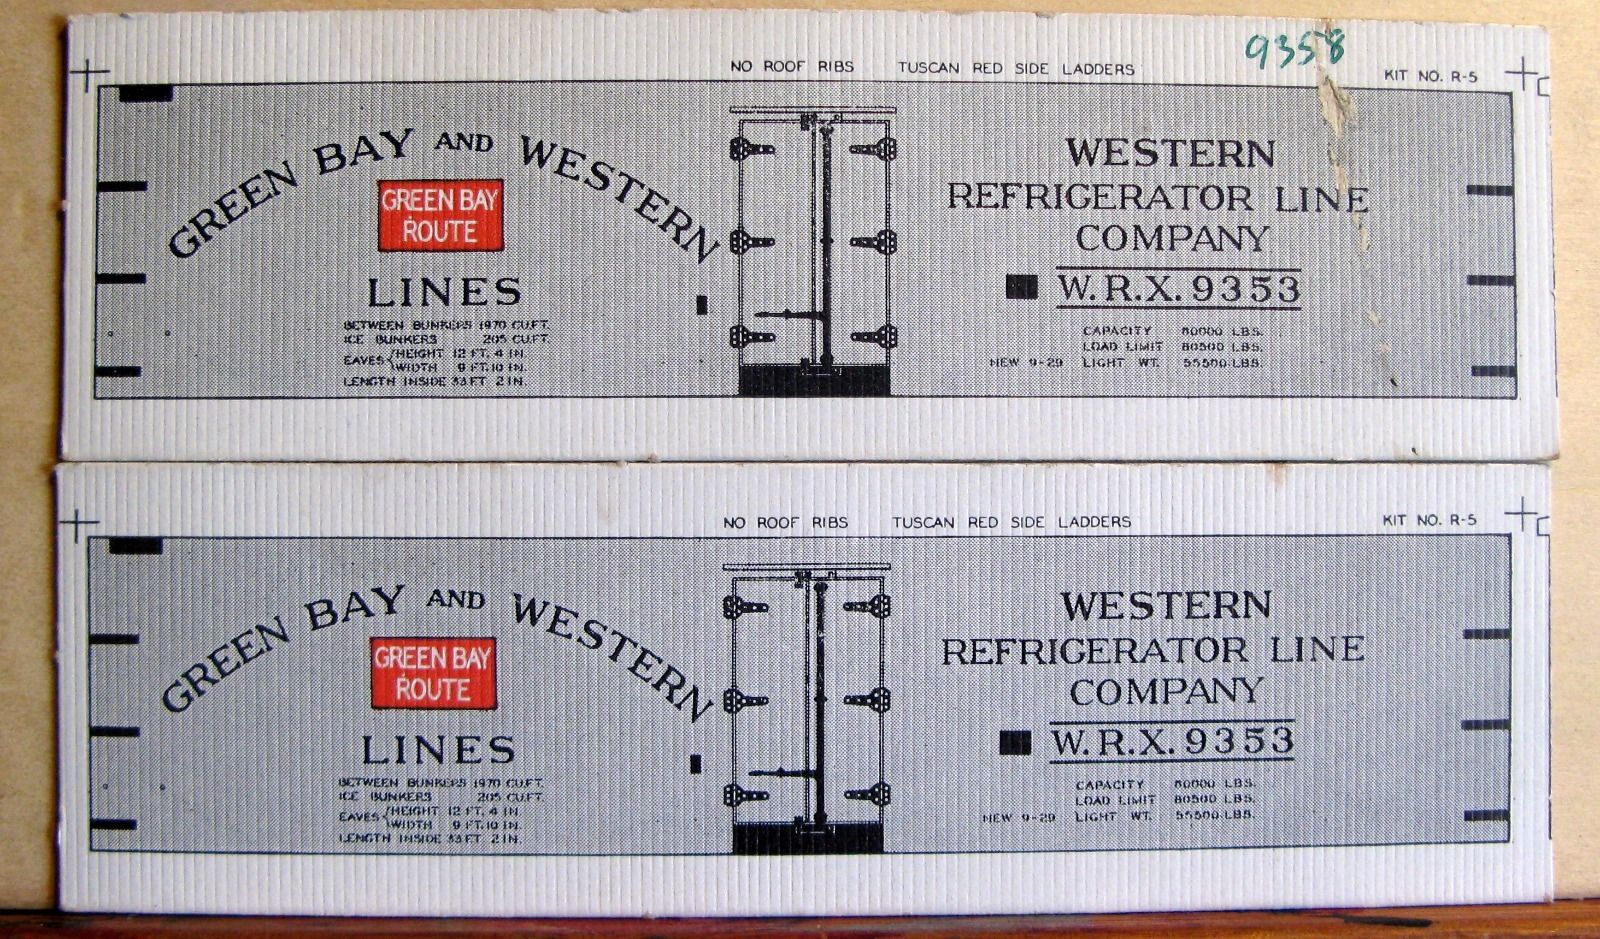 9358
NO ROOF RIBS TUSCAN RED SIDE LADDERS KIT NO. R-5
GREEN BAY AND WESTERN
GREEN BAY
ROUTE
LINES
BETWEEN BUNKERS 1970 CU.FT.
ICE BUNKERS 205 CU.FT.
EAVES HEIGHT 12 FT. 4 IN.
WIDTH 9 FT. 10 IN.
LENGTH INSIDE 33 FT. 2 IN.
WESTERN
REFRIGERATOR LINE
COMPANY
W.R.X. 9353
CAPACITY 80000 LBS.
LOAD LIMIT 80500 LBS.
NEW 9-29 LIGHT WT. 55500 LBS.
NO ROOF RIBS TUSCAN RED SIDE LADDERS KIT NO. R-5
GREEN BAY AND WESTERN
GREEN BAY
ROUTE
LINES
BETWEEN BUNKERS 1970 CU.FT.
ICE BUNKERS 205 CU.FT.
EAVES HEIGHT 12 FT. 4 IN.
WIDTH 9 FT. 10 IN.
LENGTH INSIDE 33 FT. 2 IN.
WESTERN
REFRIGERATOR LINE
COMPANY
W.R.X. 9353
CAPACITY 80000 LBS.
LOAD LIMIT 80500 LBS.
NEW 9-29 LIGHT WT. 55500 LBS.